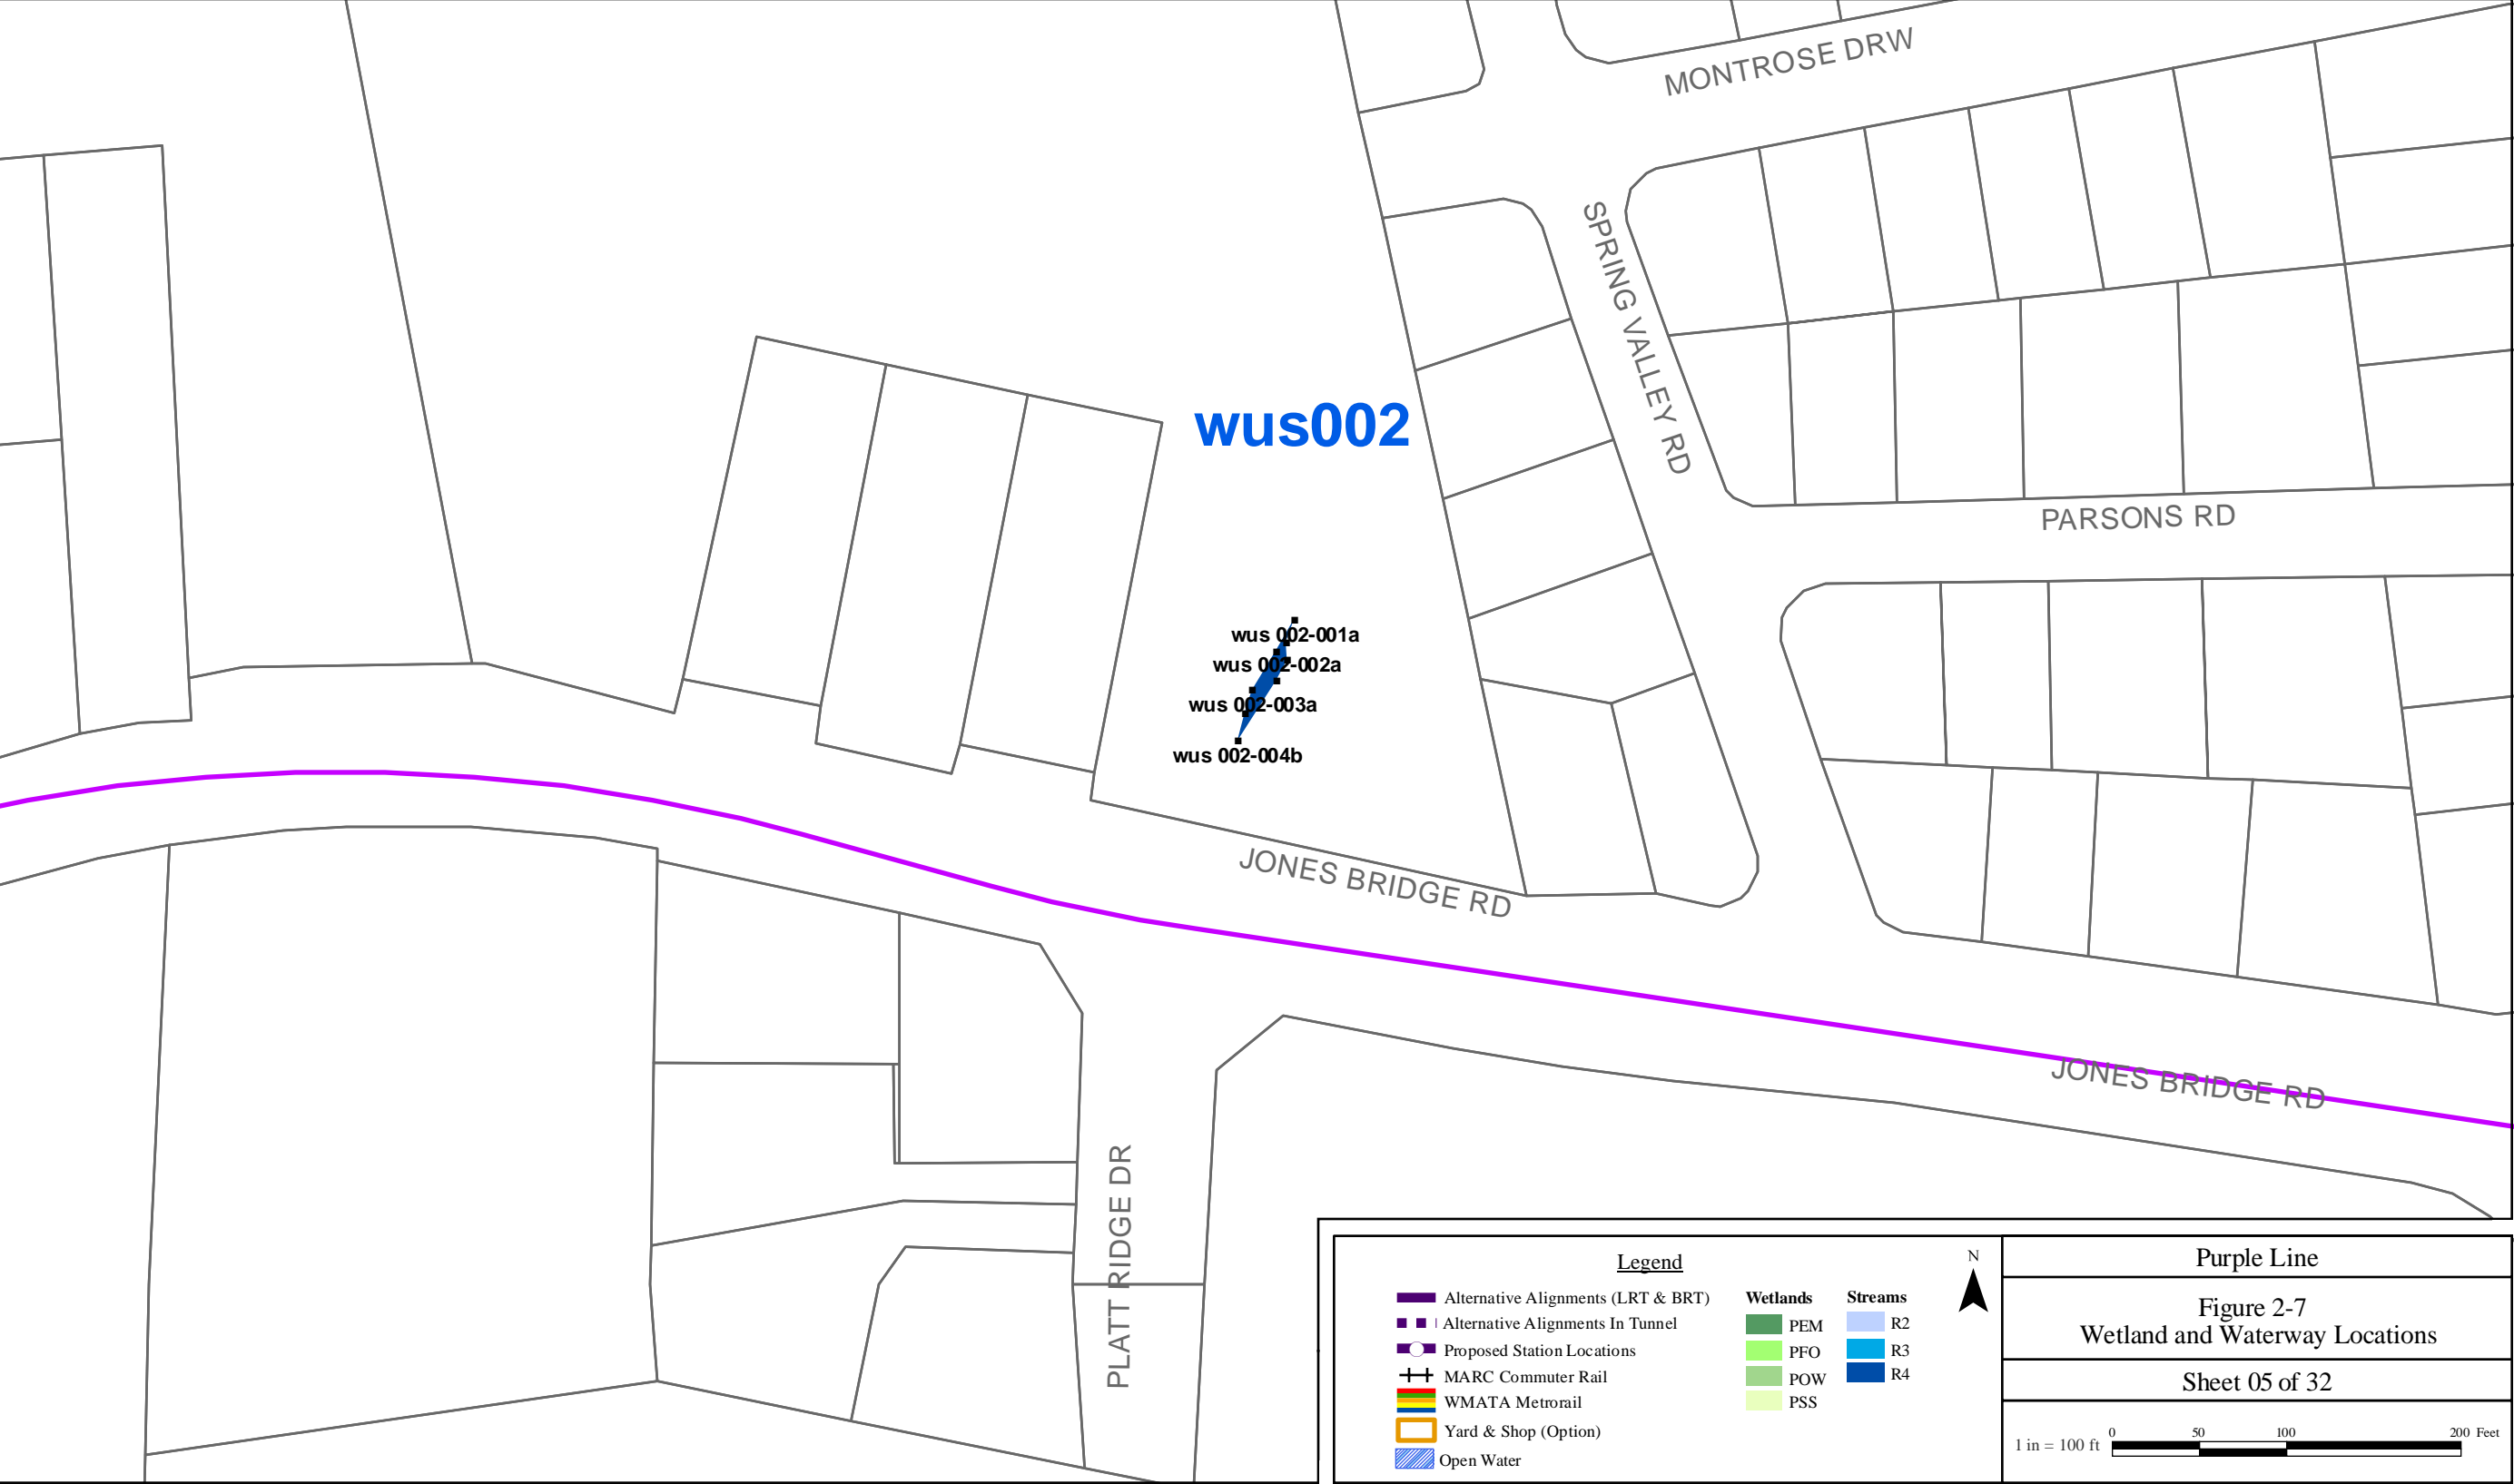 MONTROSE DRW
SPRING VALLEY RD
wus002
PARSONS RD
wus 002-001a
wus 002-002a
wus 002-003a
wus 002-004b
JONES BRIDGE RD
JONES BRIDGE RD
PLATT RIDGE DR
Legend
Alternative Alignments (LRT & BRT)
Alternative Alignments In Tunnel
Proposed Station Locations
MARC Commuter Rail
WMATA Metrorail
Yard & Shop (Option)
Open Water
Wetlands
PEM
PFO
POW
PSS
Streams
R2
R3
R4
N
Purple Line
Figure 2-7
Wetland and Waterway Locations
Sheet 05 of 32
1 in = 100 ft
0 50 100 200 Feet